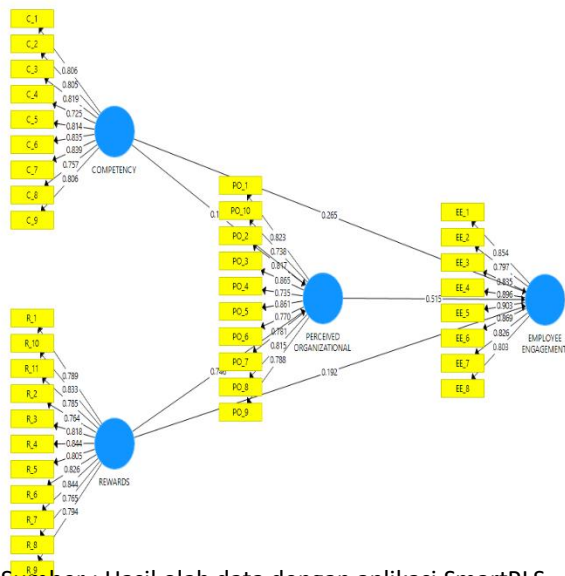 C_1
C_2
C_3
C_4
C_5
C_6
C_7
C_8
C_9
0.806
0.805
0.819
0.725
0.814
0.835
0.839
0.757
0.806
COMPETENCY
0.265
PO_1
PO_10
PO_2
PO_3
PO_4
PO_5
PO_6
PO_7
PO_8
PO_9
0.823
0.738
0.817
0.865
0.735
0.861
0.770
0.781
0.815
0.788
PERCEIVED
ORGANIZATIONAL
0.515
0.192
EE_1
EE_2
EE_3
EE_4
EE_5
EE_6
EE_7
EE_8
0.854
0.797
0.835
0.896
0.903
0.869
0.826
0.803
EMPLOYEE
ENGAGEMENT
R_1
R_10
R_11
R_2
R_3
R_4
R_5
R_6
R_7
R_8
R_9
0.789
0.833
0.785
0.764
0.818
0.844
0.805
0.826
0.844
0.765
0.794
REWARDS
Sumber : Hasil olah data dengan aplikasi SmartPLS